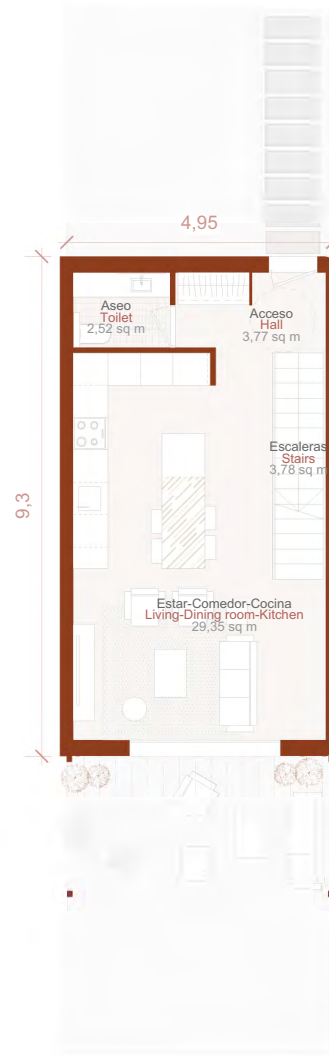 4,95
Aseo
Toilet
2,52 sq m
Acceso
Hall
3,77 sq m
Escaleras
Stairs
3,78 sq m
9,3
Estar-Comedor-Cocina
Living-Dining room-Kitchen
29,35 sq m